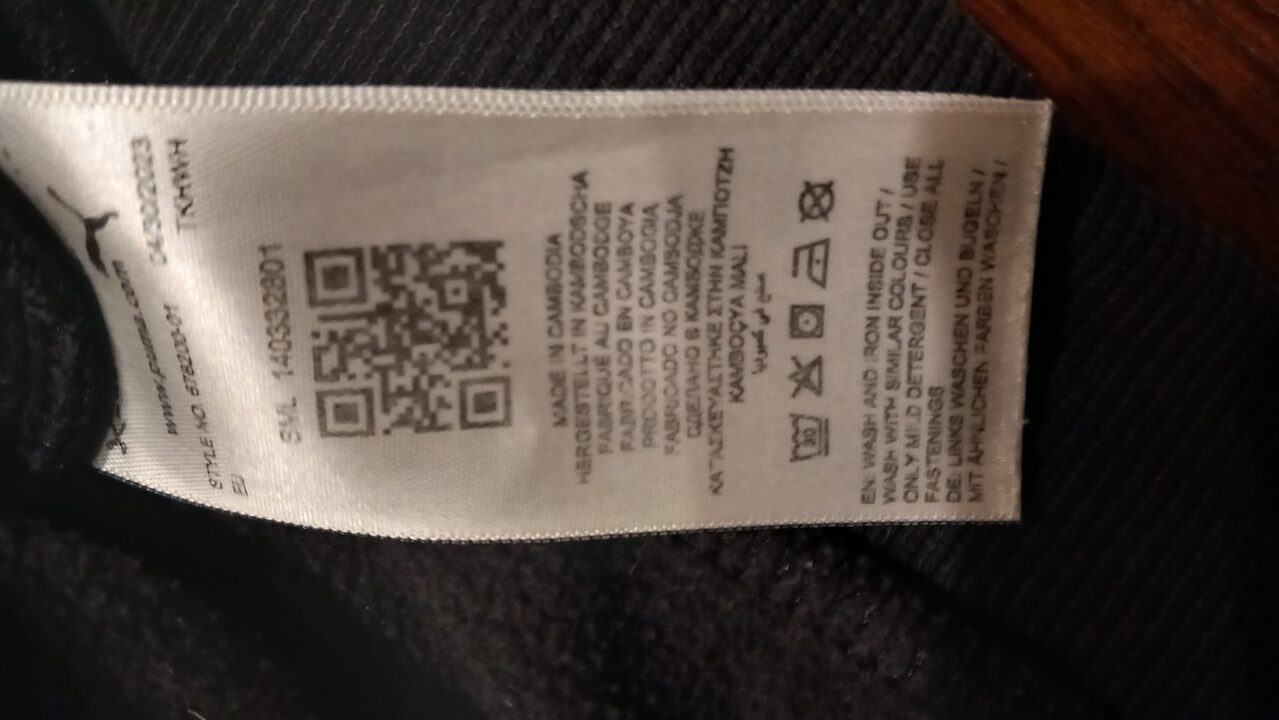 www.puma.com 04302023
STYLE NO. 678200-01 TKHWH
EU
SML 140332801
MADE IN CAMBODIA
HERGESTELLT IN KAMBODSCHA
FABRIQUÉ AU CAMBODGE
FABRICADO EN CAMBOYA
PRODOTTO IN CAMBOGIA
FABRICADO NO CAMBODJA
СДЕЛАНО В КАМБОДЖЕ
ΚΑΤΑΣΚΕΥΑΣΤΗΚΕ ΣΤΗΝ ΚΑΜΠΟΤΖΗ
KAMBOÇYA MALI
صنع في كمبوديا
30
EN: WASH AND IRON INSIDE OUT /
WASH WITH SIMILAR COLOURS / USE
ONLY MILD DETERGENT / CLOSE ALL
FASTENINGS
DE: LINKS WASCHEN UND BÜGELN /
MIT ÄHNLICHEN FARBEN WASCHEN /